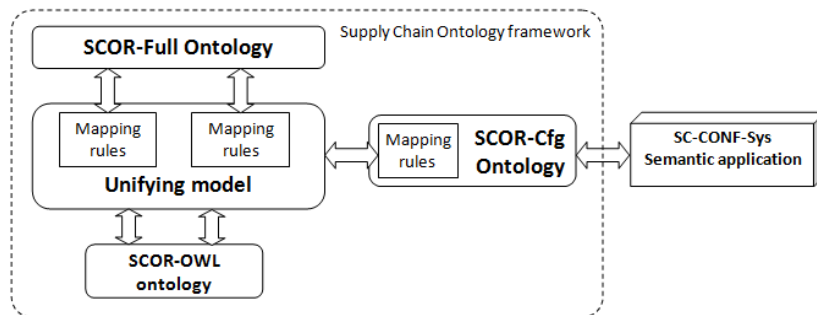 Supply Chain Ontology framework
SCOR-Full Ontology
Mapping
rules
Mapping
rules
Unifying model
Mapping
rules
SCOR-Cfg
Ontology
SC-CONF-Sys
Semantic application
SCOR-OWL
ontology